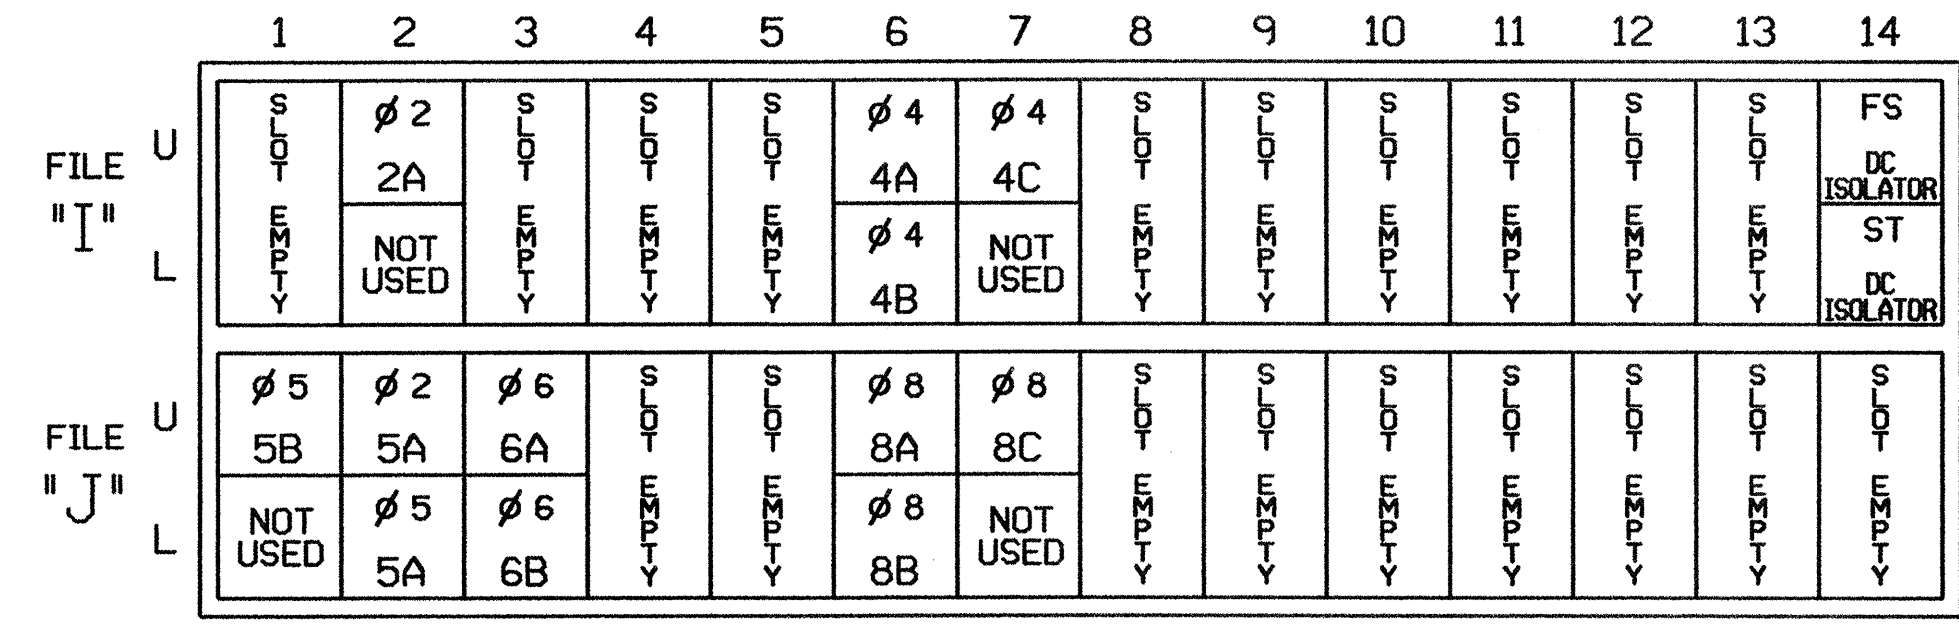 1 2 3 4 5 6 7 8 9 10 11 12 13 14
FILE "I"
U
L
SLOT EMPTY
ø 2
2A
NOT USED
SLOT EMPTY
SLOT EMPTY
SLOT EMPTY
ø 4
4A
ø 4
4B
ø 4
4C
NOT USED
SLOT EMPTY
SLOT EMPTY
SLOT EMPTY
SLOT EMPTY
SLOT EMPTY
SLOT EMPTY
FS
DC
ISOLATOR
ST
DC
ISOLATOR
FILE "J"
U
L
ø 5
5B
NOT USED
ø 2
5A
ø 5
5A
ø 6
6A
ø 6
6B
SLOT EMPTY
SLOT EMPTY
ø 8
8A
ø 8
8B
ø 8
8C
NOT USED
SLOT EMPTY
SLOT EMPTY
SLOT EMPTY
SLOT EMPTY
SLOT EMPTY
SLOT EMPTY
SLOT EMPTY